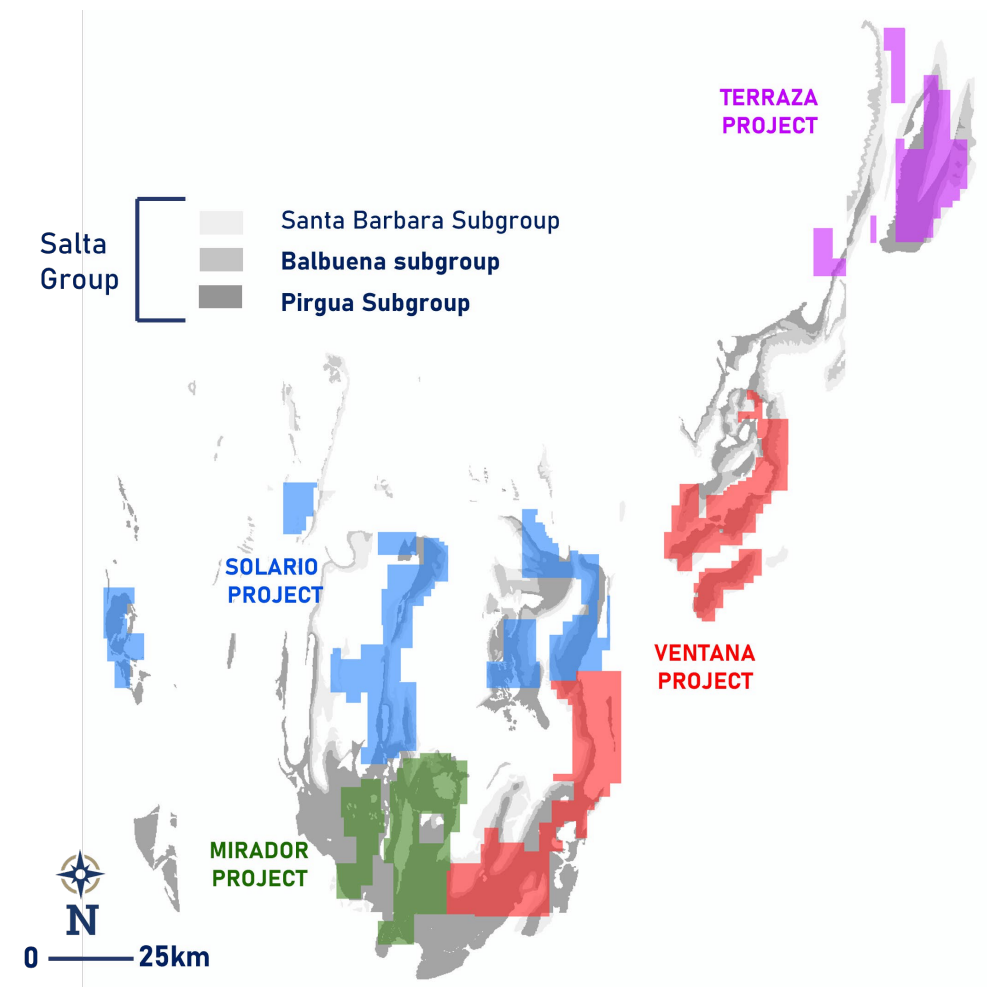 TERRAZA
PROJECT
Salta
Group
Santa Barbara Subgroup
Balbuena subgroup
Pirgua Subgroup
SOLARIO
PROJECT
VENTANA
PROJECT
MIRADOR
PROJECT
N
0 25km